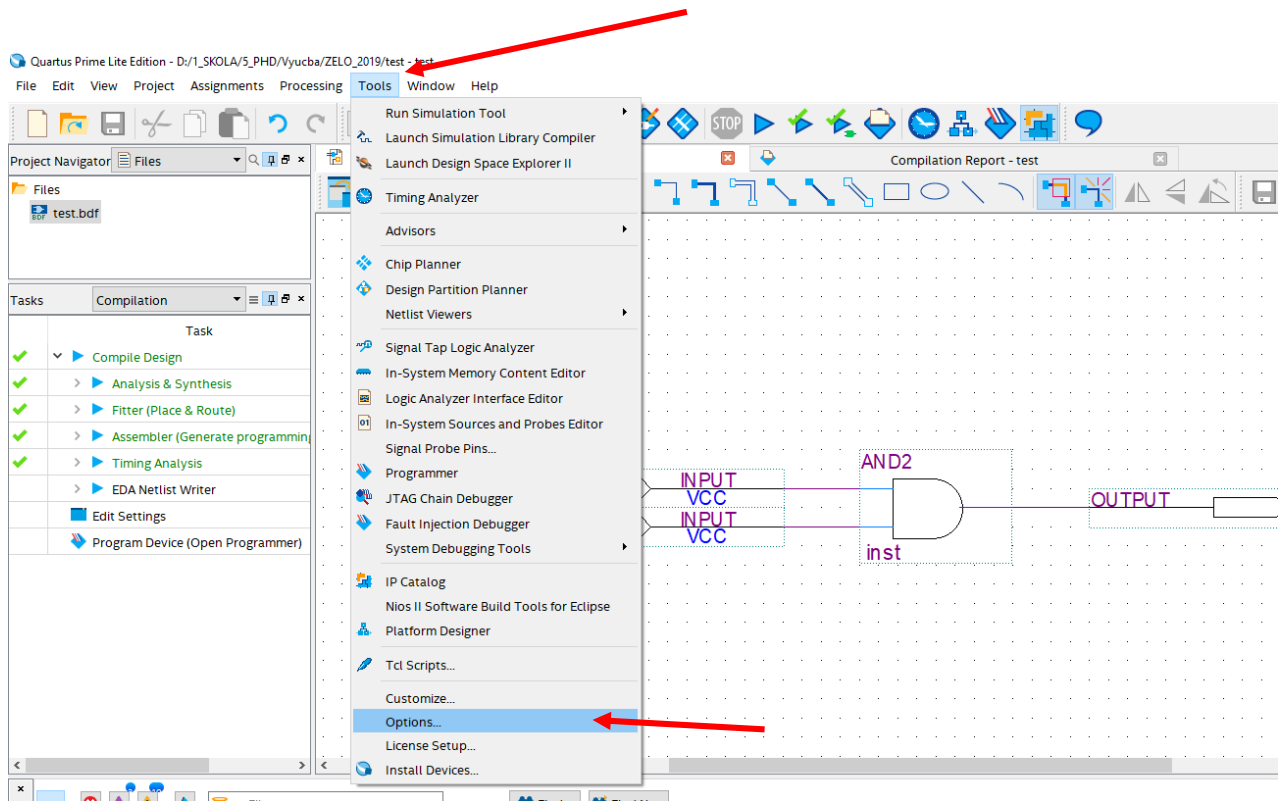 Quartus Prime Lite Edition - D:/1_SKOLA/5_PHD/Vyucba/ZELO_2019/test - test
File Edit View Project Assignments Processing Tools Window Help
STOP
Project Navigator Files
Compilation Report - test
Files
test.bdf
Tasks Compilation
Task
Compile Design
Analysis & Synthesis
Fitter (Place & Route)
Assembler (Generate programming
Timing Analysis
EDA Netlist Writer
Edit Settings
Program Device (Open Programmer)
Run Simulation Tool
Launch Simulation Library Compiler
Launch Design Space Explorer II
Timing Analyzer
Advisors
Chip Planner
Design Partition Planner
Netlist Viewers
Signal Tap Logic Analyzer
In-System Memory Content Editor
Logic Analyzer Interface Editor
In-System Sources and Probes Editor
Signal Probe Pins...
Programmer
JTAG Chain Debugger
Fault Injection Debugger
System Debugging Tools
IP Catalog
Nios II Software Build Tools for Eclipse
Platform Designer
Tcl Scripts...
Customize...
Options...
License Setup...
Install Devices...
AND2
INPUT
VCC
INPUT
VCC
OUTPUT
inst